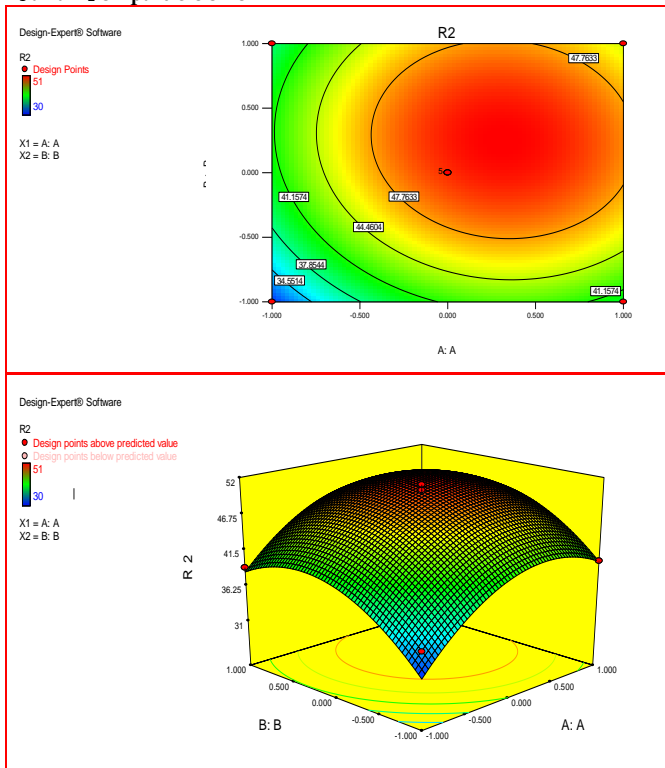 Design-Expert® Software
R2
Design Points
51
30
X1 = A: A
X2 = B: B
R2
1.000
0.500
0.000
-0.500
-1.000
-1.000
-0.500
0.000
0.500
1.000
A: A
47.7633
5
41.1574
47.7633
44.4604
37.8544
34.5514
41.1574
Design-Expert® Software
R2
Design points above predicted value
Design points below predicted value
51
30
X1 = A: A
X2 = B: B
52
46.75
41.5
36.25
31
R 2
1.000
0.500
0.000
-0.500
-1.000
B: B
-1.000
-0.500
0.000
0.500
1.000
A: A